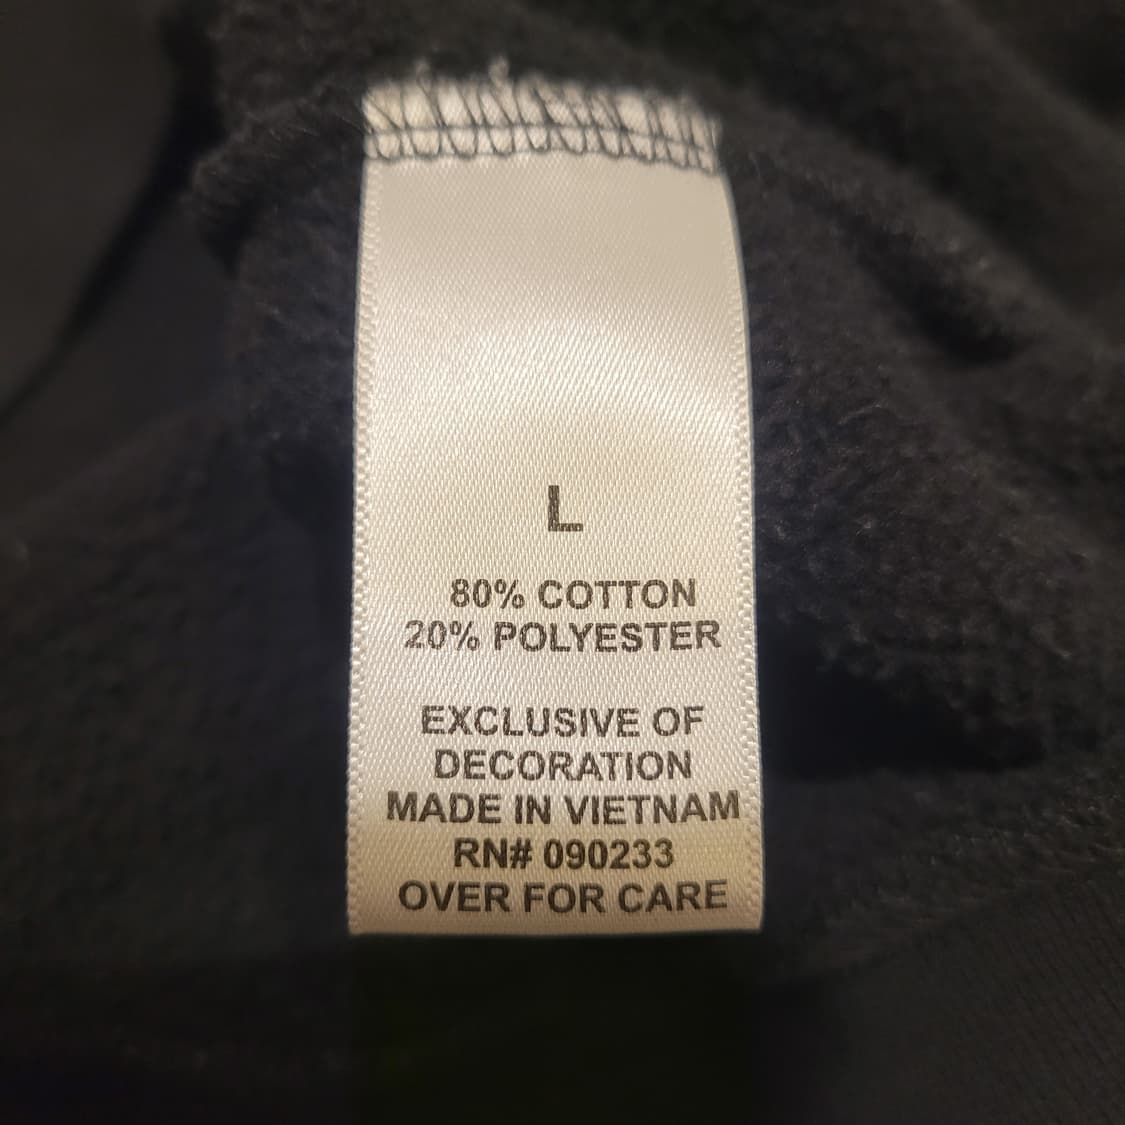 L
80% COTTON
20% POLYESTER
EXCLUSIVE OF
DECORATION
MADE IN VIETNAM
RN# 090233
OVER FOR CARE